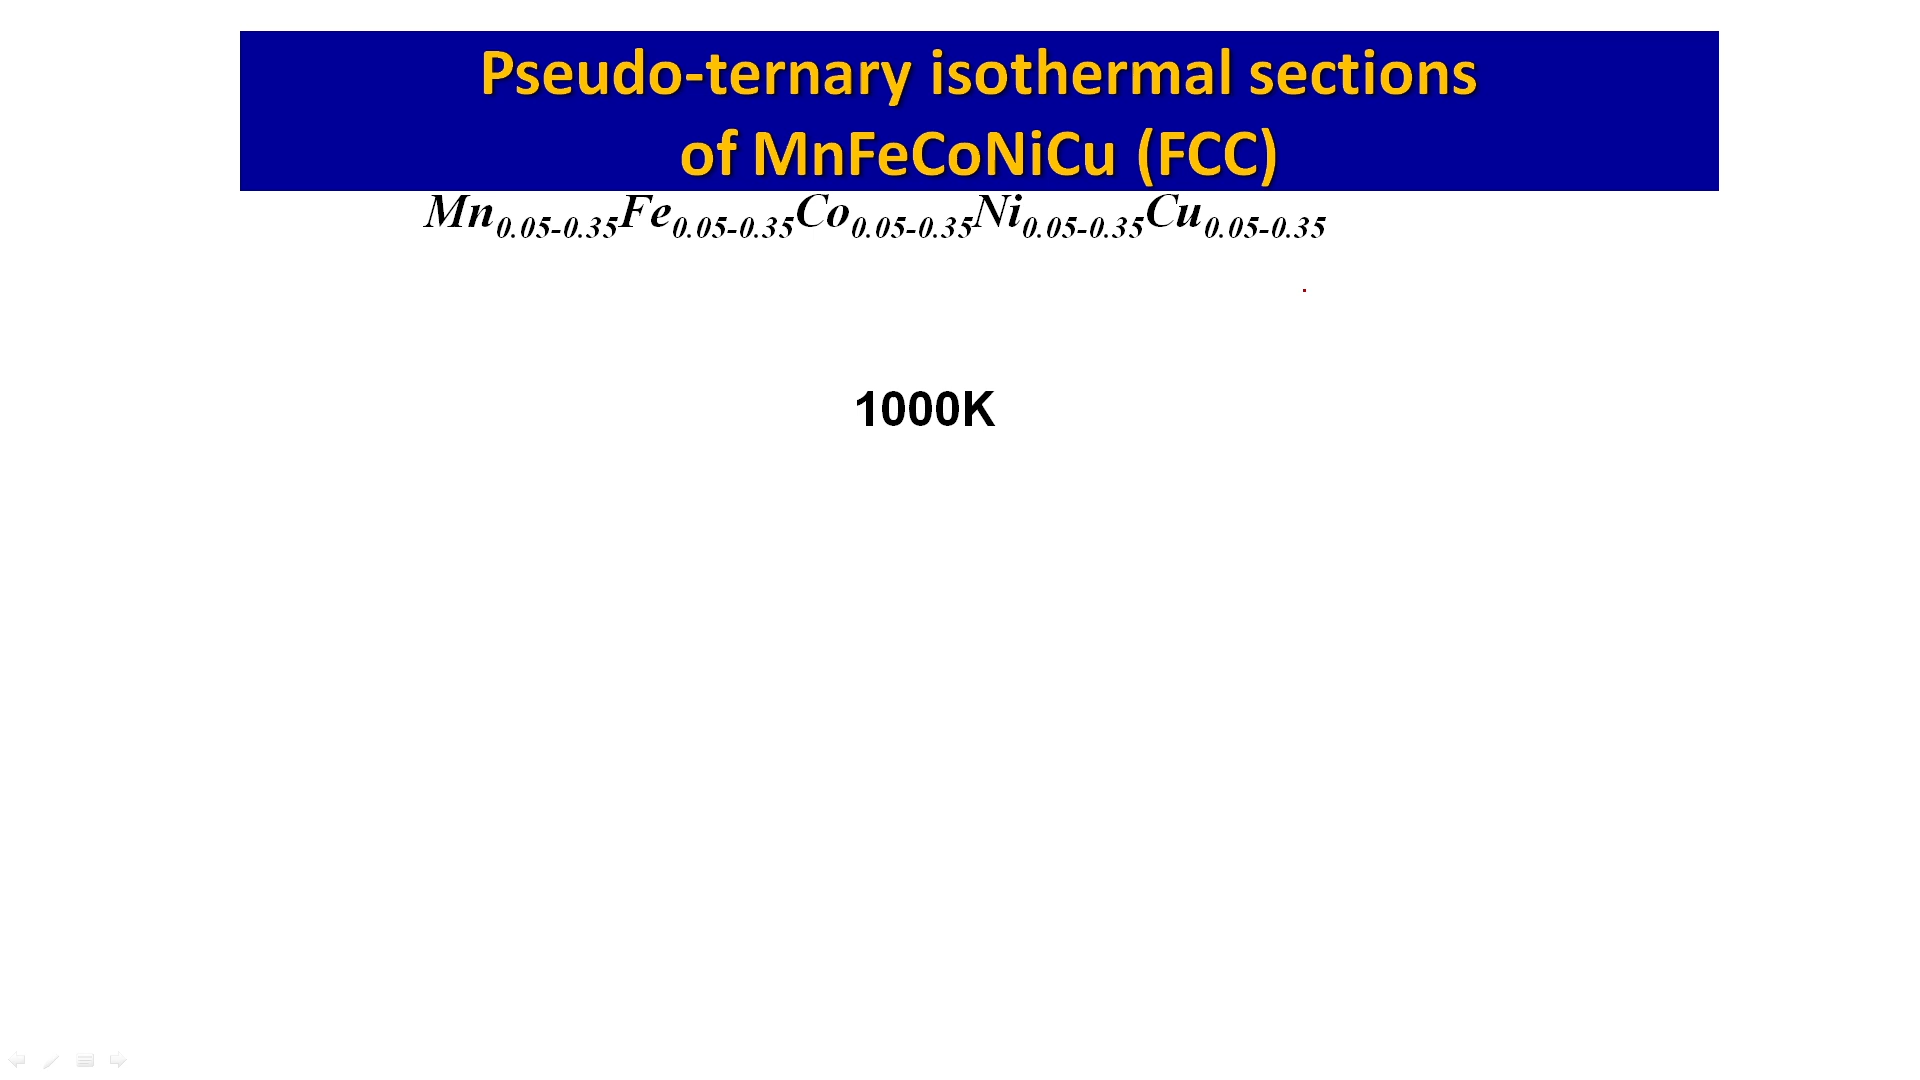 Pseudo-ternary isothermal sections
of MnFeCoNiCu (FCC)
Mn0.05-0.35Fe0.05-0.35Co0.05-0.35Ni0.05-0.35Cu0.05-0.35
1000K